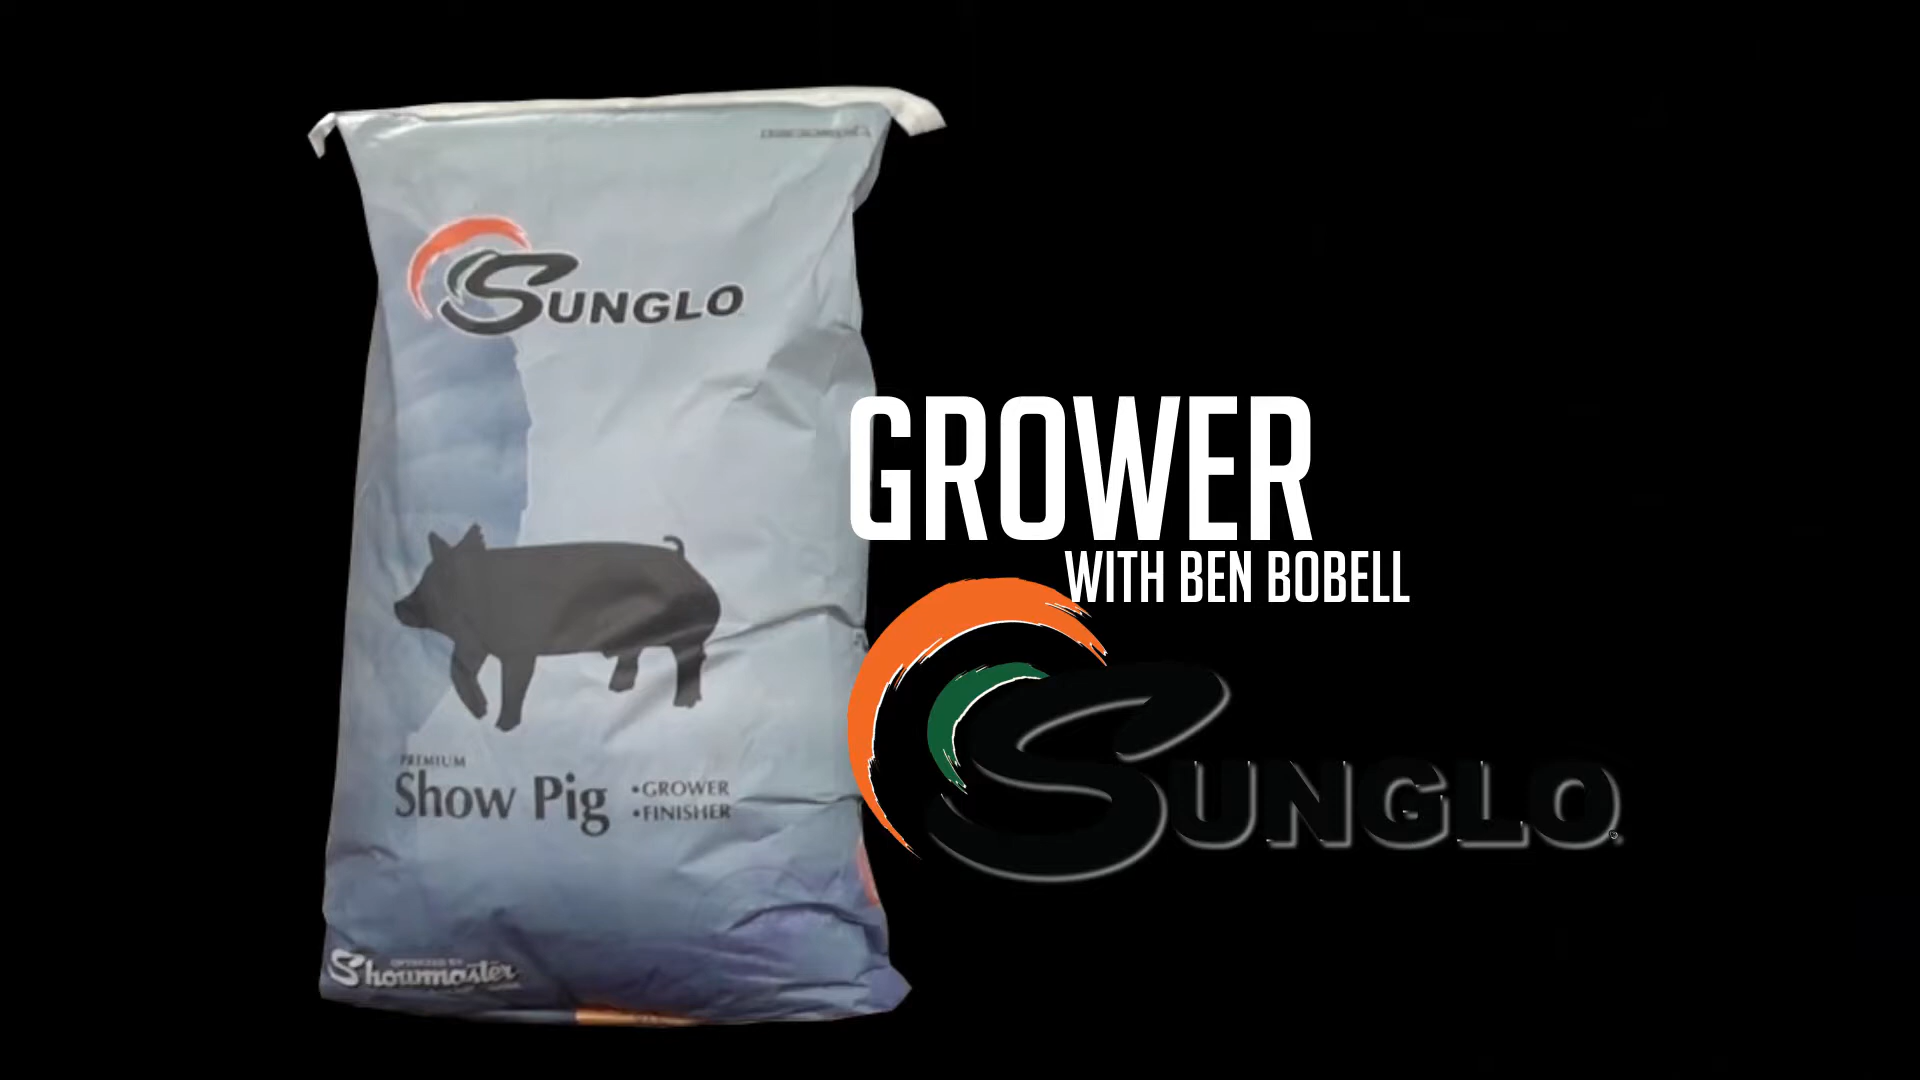 SUNGLO
PREMIUM
Show Pig
•GROWER
•FINISHER
Showmaster
GROWER
WITH BEN BOBELL
SUNGLO